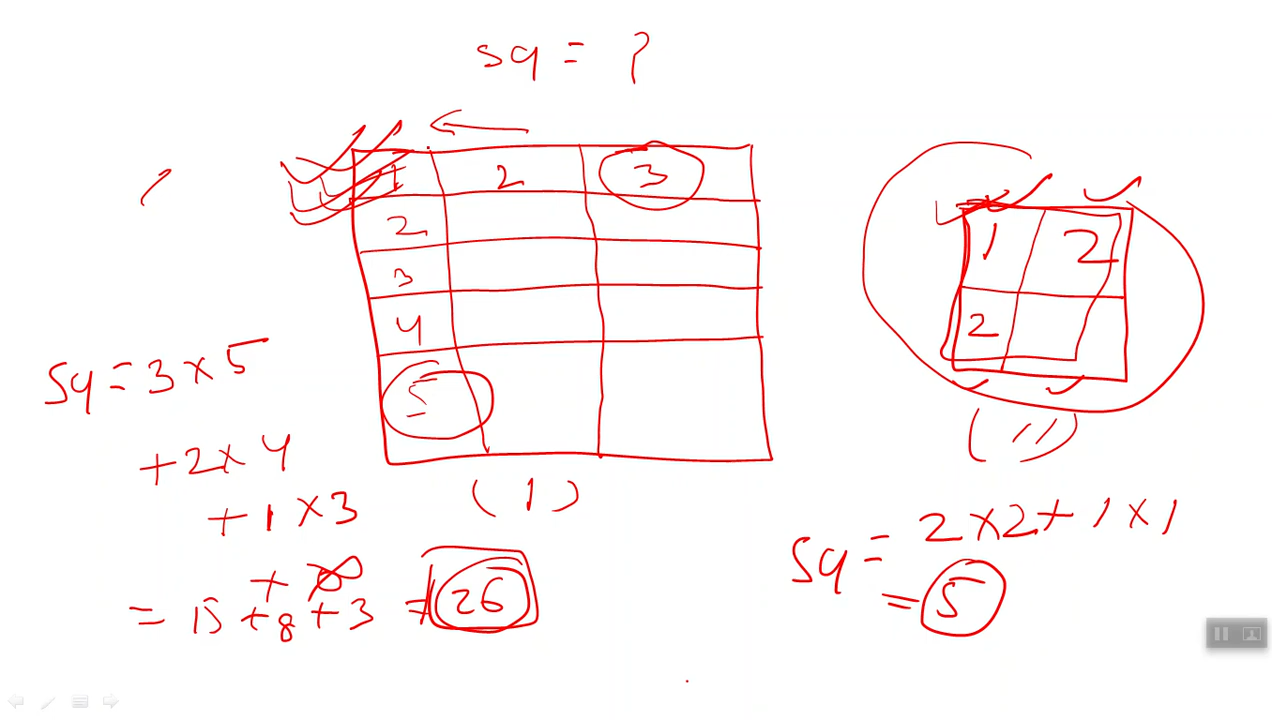 sq = ?
1 2 3
2
3
4
5
(1)
sq = 3 × 5
+ 2 × 4
+ 1 × 3
= 15 + 8 + 3 = 26
1 2
2
(11)
sq = 2 × 2 + 1 × 1
= 5